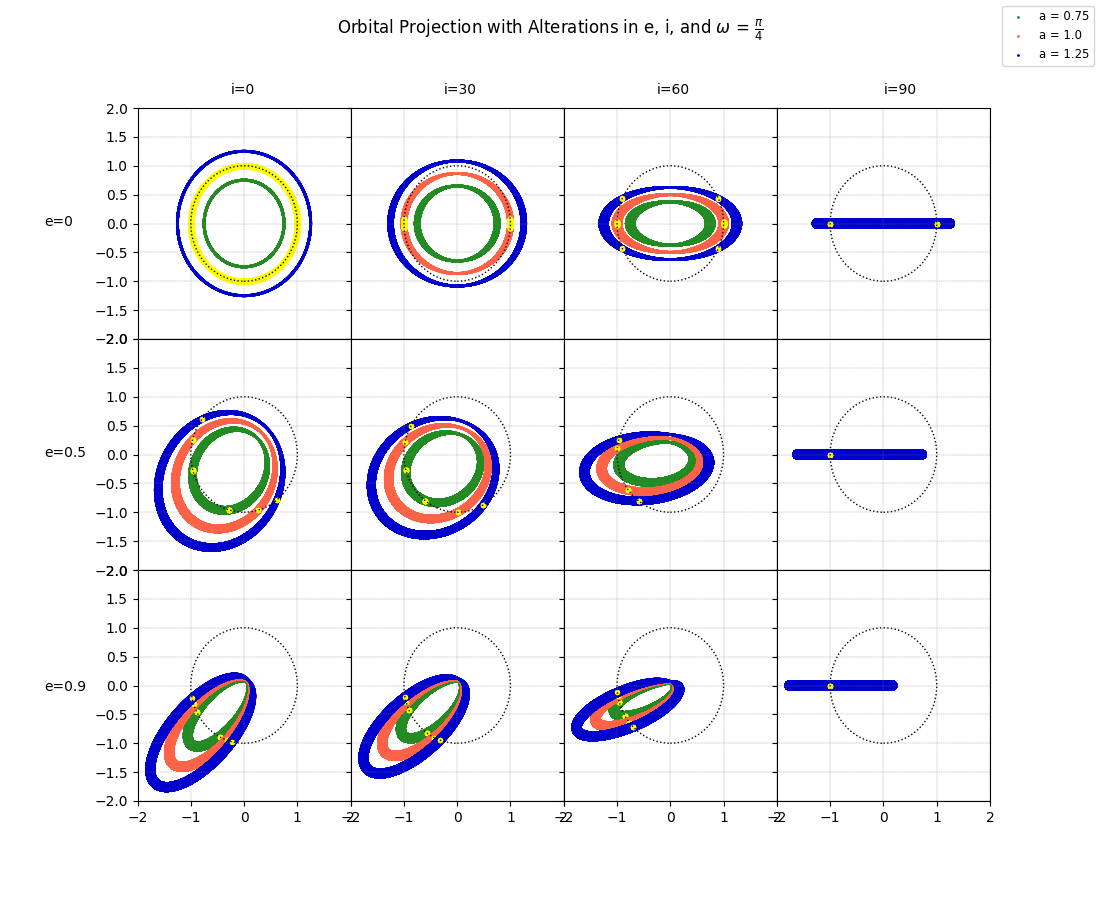 Orbital Projection with Alterations in e, i, and ω = π/4
a = 0.75
a = 1.0
a = 1.25
i=0 i=30 i=60 i=90
2.0
1.5
1.0
0.5
e=0 0.0
−0.5
−1.0
−1.5
−2.0
2.0
1.5
1.0
0.5
e=0.5 0.0
−0.5
−1.0
−1.5
−2.0
2.0
1.5
1.0
0.5
e=0.9 0.0
−0.5
−1.0
−1.5
−2.0
−2 −1 0 1 2
−2 −1 0 1 2
−2 −1 0 1 2
−2 −1 0 1 2